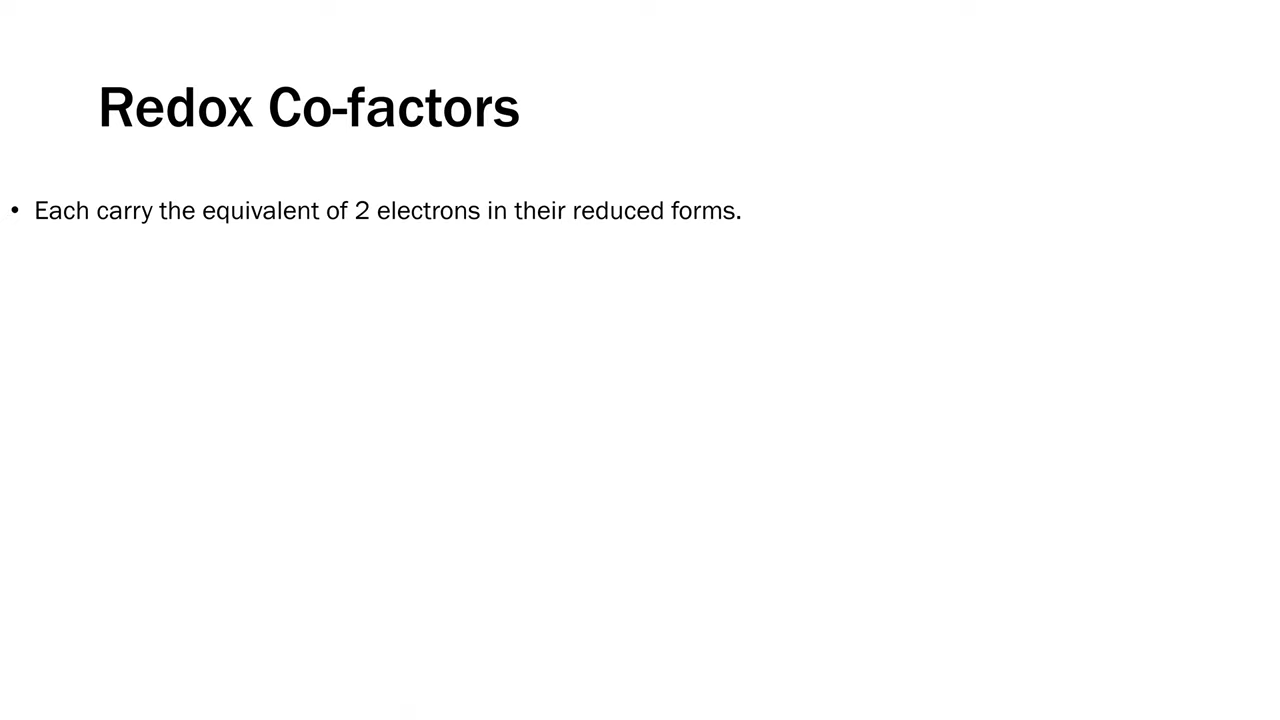 Redox Co-factors
• Each carry the equivalent of 2 electrons in their reduced forms.